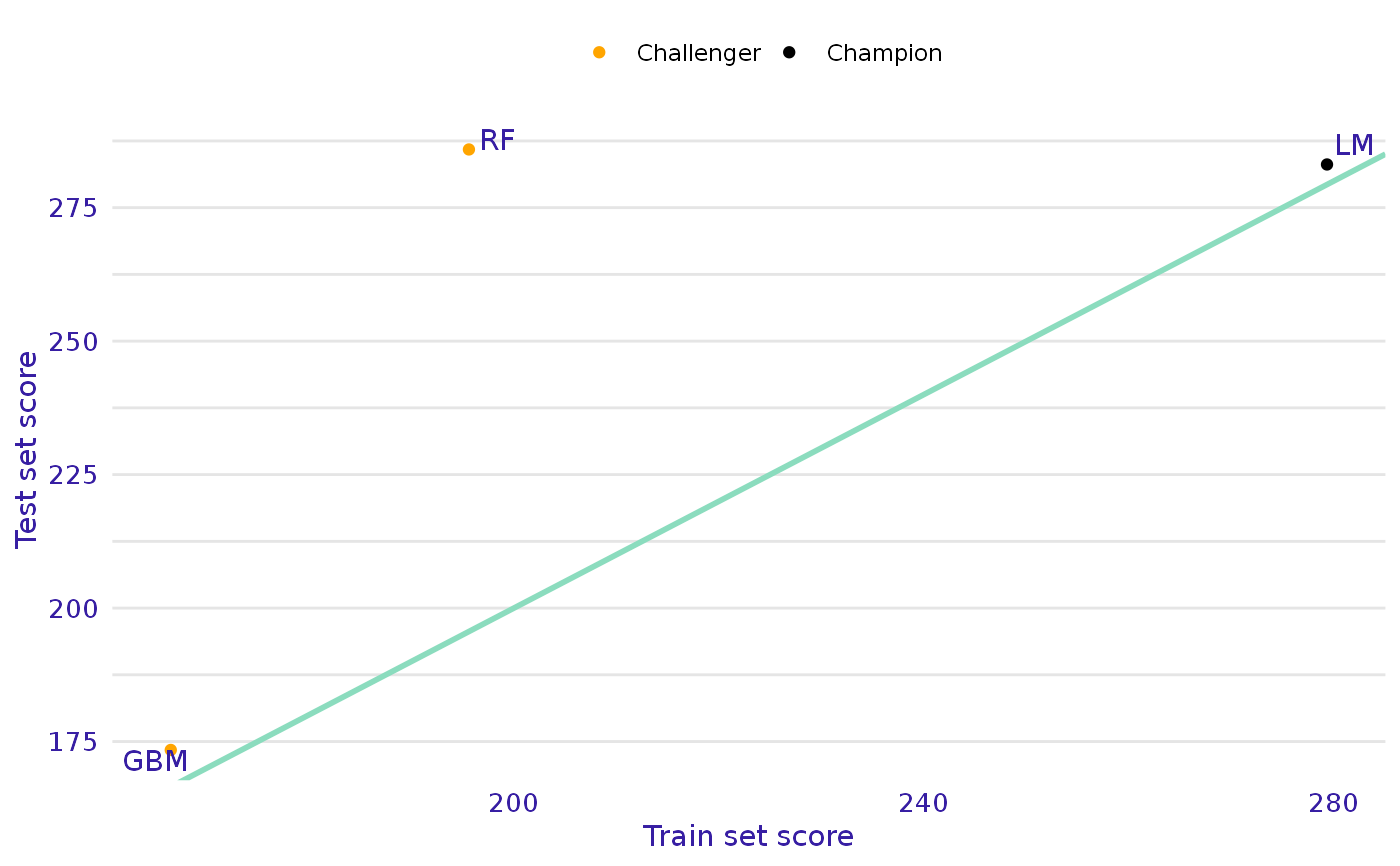 Challenger Champion
RF
LM
275
250
225
200
175
GBM
Test set score
200 240 280
Train set score